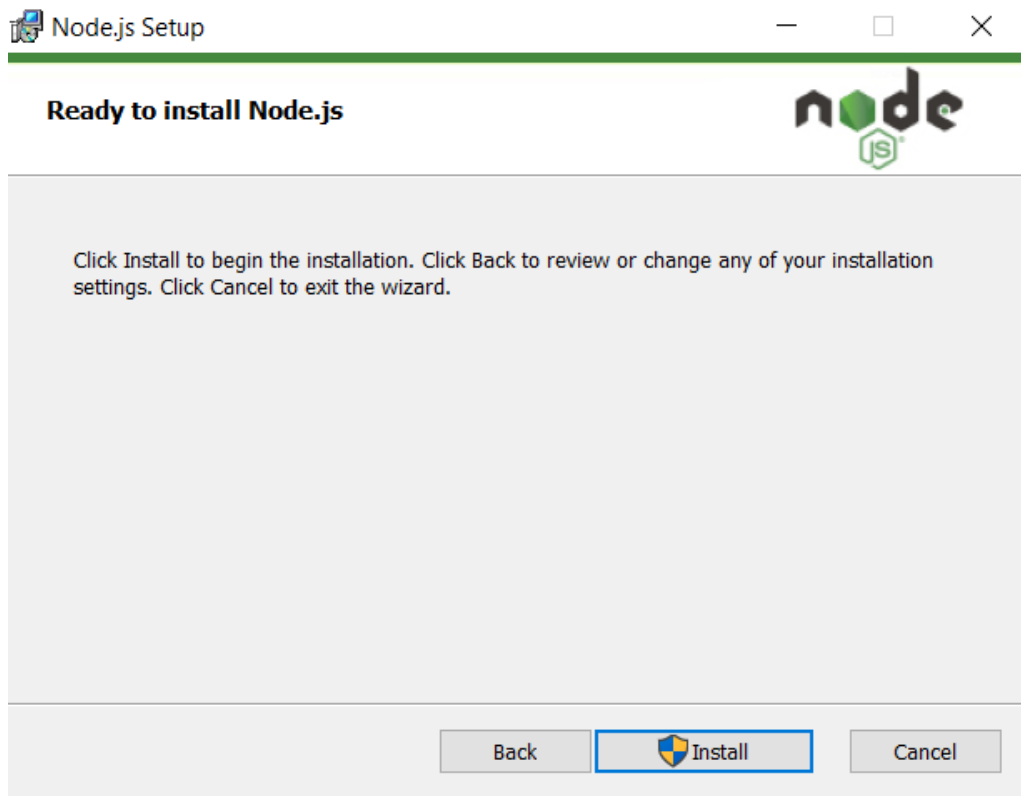 Node.js Setup
Ready to install Node.js
node
JS
Click Install to begin the installation. Click Back to review or change any of your installation
settings. Click Cancel to exit the wizard.
Back
Install
Cancel